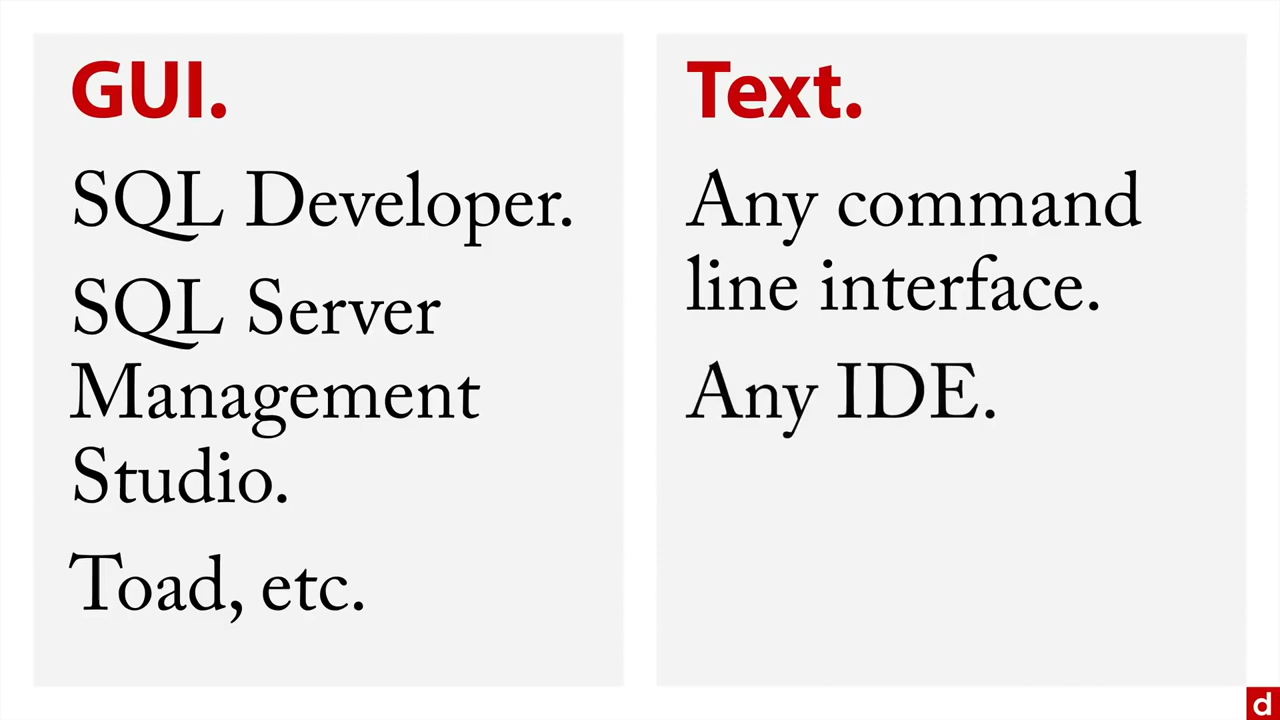 GUI.
SQL Developer.
SQL Server
Management
Studio.
Toad, etc.
Text.
Any command
line interface.
Any IDE.
d